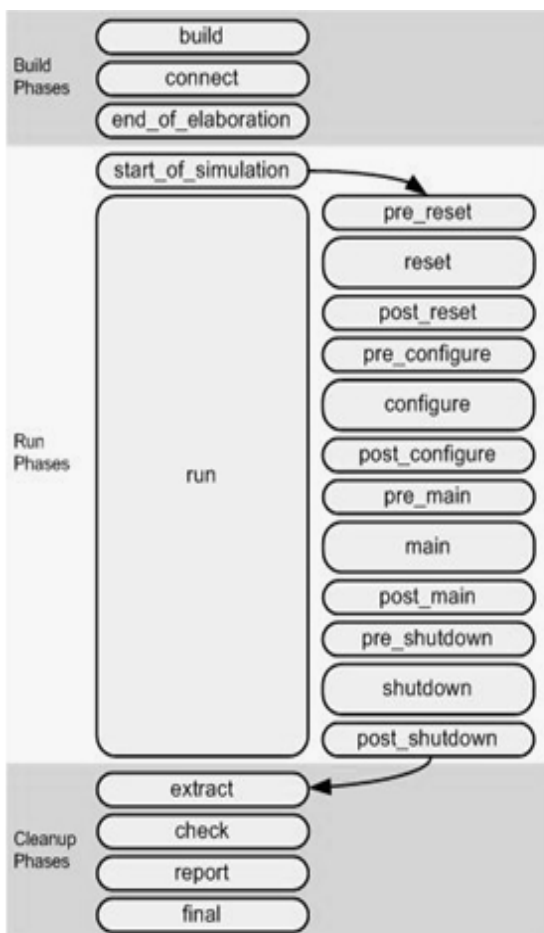 Build
Phases
build
connect
end_of_elaboration
Run
Phases
start_of_simulation
run
pre_reset
reset
post_reset
pre_configure
configure
post_configure
pre_main
main
post_main
pre_shutdown
shutdown
post_shutdown
Cleanup
Phases
extract
check
report
final